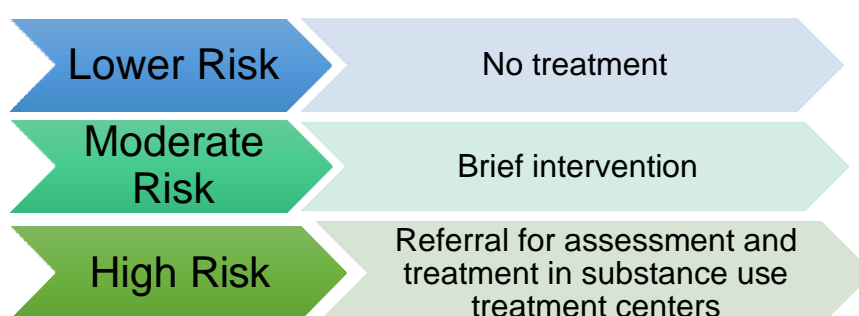 Lower Risk
No treatment
Moderate
Risk
Brief intervention
High Risk
Referral for assessment and
treatment in substance use
treatment centers